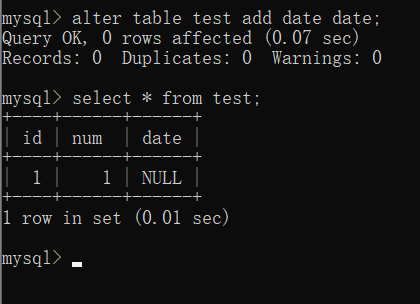 mysql> alter table test add date date;
Query OK, 0 rows affected (0.07 sec)
Records: 0  Duplicates: 0  Warnings: 0

mysql> select * from test;
+----+------+------+
| id | num  | date |
+----+------+------+
|  1 |    1 | NULL |
+----+------+------+
1 row in set (0.01 sec)

mysql>